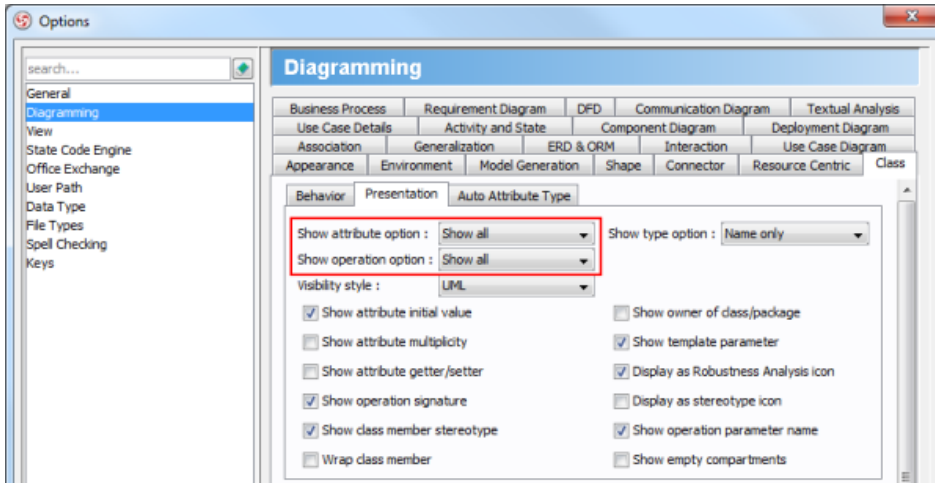 Options
search...
General
Diagramming
View
State Code Engine
Office Exchange
User Path
Data Type
File Types
Spell Checking
Keys
Diagramming
Business Process Requirement Diagram DFD Communication Diagram Textual Analysis
Use Case Details Activity and State Component Diagram Deployment Diagram
Association Generalization ERD & ORM Interaction Use Case Diagram
Appearance Environment Model Generation Shape Connector Resource Centric Class
Behavior Presentation Auto Attribute Type
Show attribute option : Show all Show type option : Name only
Show operation option : Show all
Visibility style : UML
Show attribute initial value Show owner of class/package
Show attribute multiplicity Show template parameter
Show attribute getter/setter Display as Robustness Analysis icon
Show operation signature Display as stereotype icon
Show class member stereotype Show operation parameter name
Wrap class member Show empty compartments